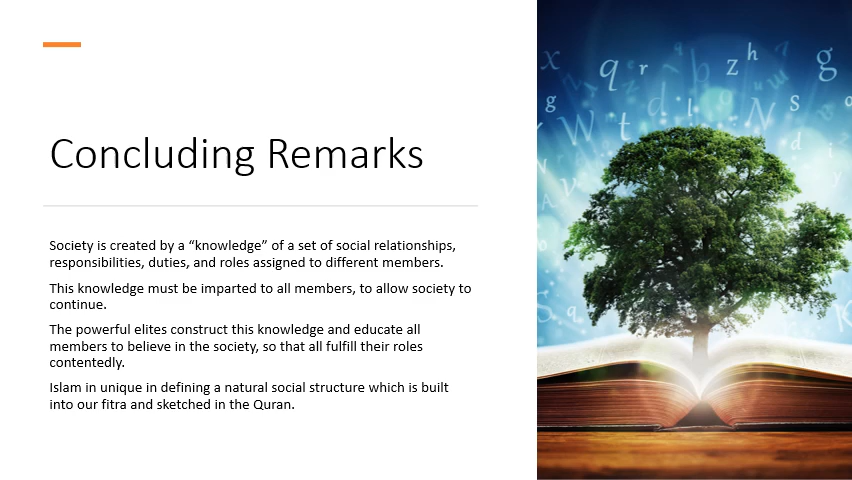 Concluding Remarks
Society is created by a “knowledge” of a set of social relationships,
responsibilities, duties, and roles assigned to different members.
This knowledge must be imparted to all members, to allow society to
continue.
The powerful elites construct this knowledge and educate all
members to believe in the society, so that all fulfill their roles
contentedly.
Islam in unique in defining a natural social structure which is built
into our fitra and sketched in the Quran.